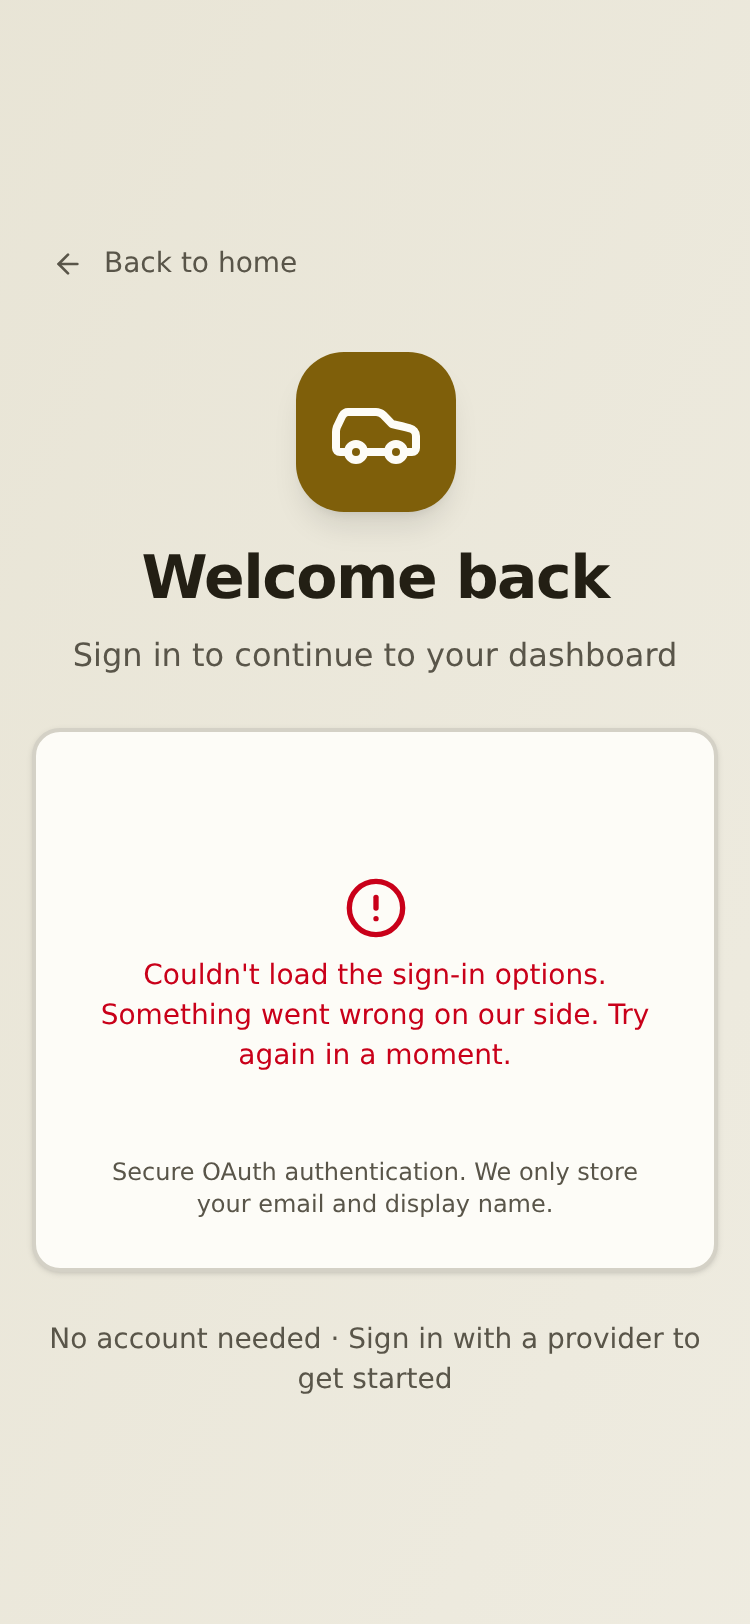 Back to home
Welcome back
Sign in to continue to your dashboard
Couldn't load the sign-in options.
Something went wrong on our side. Try
again in a moment.
Secure OAuth authentication. We only store
your email and display name.
No account needed · Sign in with a provider to
get started